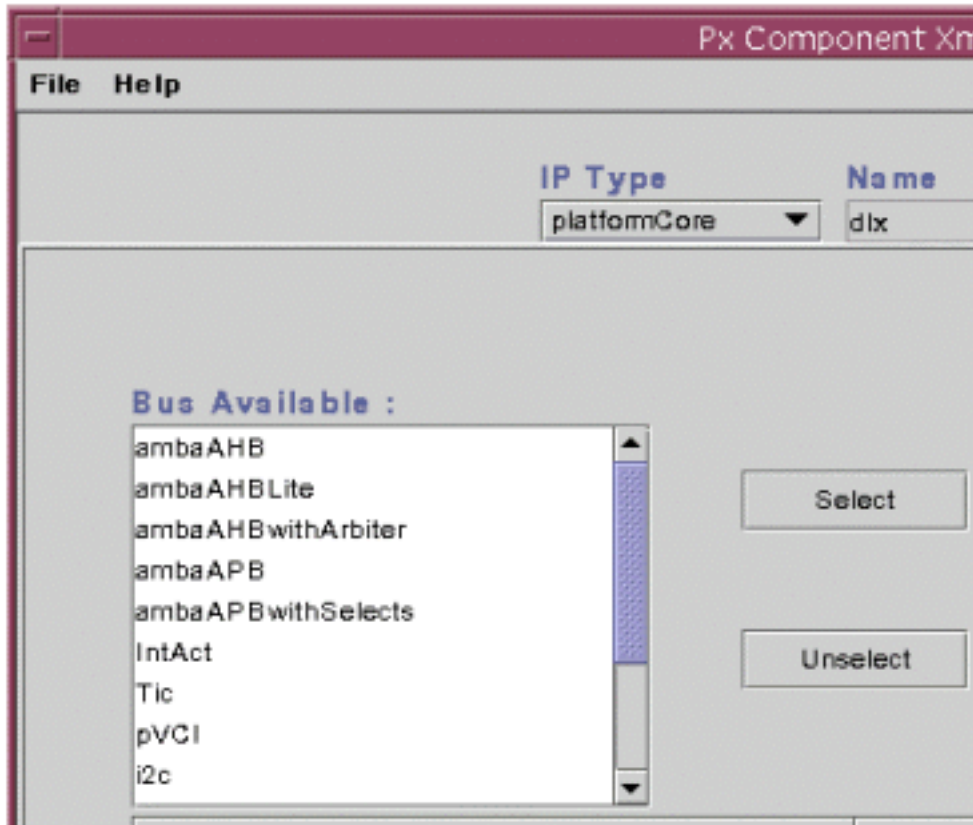 Px Component Xm
File Help
IP Type Name
platformCore dlx
Bus Available :
ambaAHB
ambaAHBLite
ambaAHBwithArbiter
ambaAPB
ambaAPBwithSelects
IntAct
Tic
pVCI
i2c
Select
Unselect